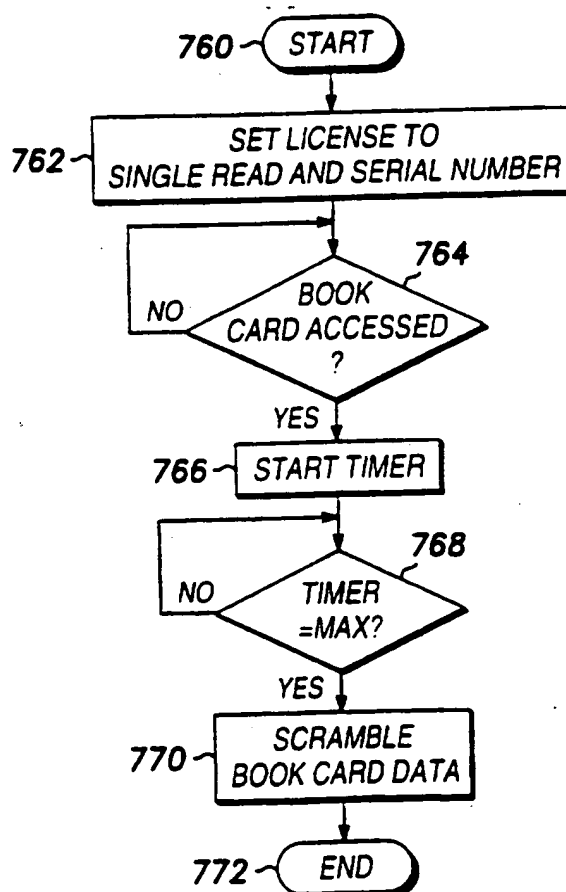 760 START
762 SET LICENSE TO
SINGLE READ AND SERIAL NUMBER
764
NO BOOK
CARD ACCESSED
?
YES
766 START TIMER
768
NO TIMER
=MAX?
YES
770 SCRAMBLE
BOOK CARD DATA
772 END